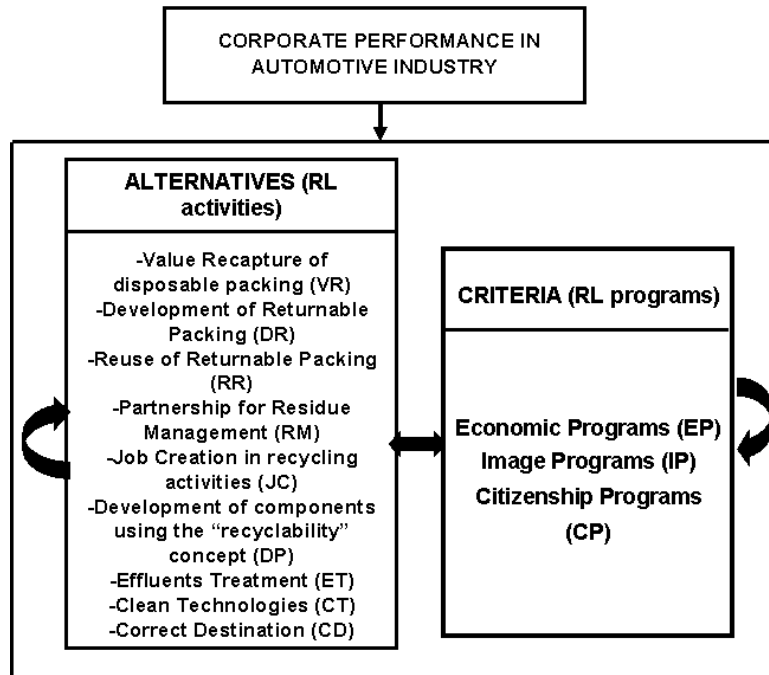 CORPORATE PERFORMANCE IN
AUTOMOTIVE INDUSTRY
ALTERNATIVES (RL
activities)
-Value Recapture of
disposable packing (VR)
-Development of Returnable
Packing (DR)
-Reuse of Returnable Packing
(RR)
-Partnership for Residue
Management (RM)
-Job Creation in recycling
activities (JC)
-Development of components
using the “recyclability”
concept (DP)
-Effluents Treatment (ET)
-Clean Technologies (CT)
-Correct Destination (CD)
CRITERIA (RL programs)
Economic Programs (EP)
Image Programs (IP)
Citizenship Programs
(CP)